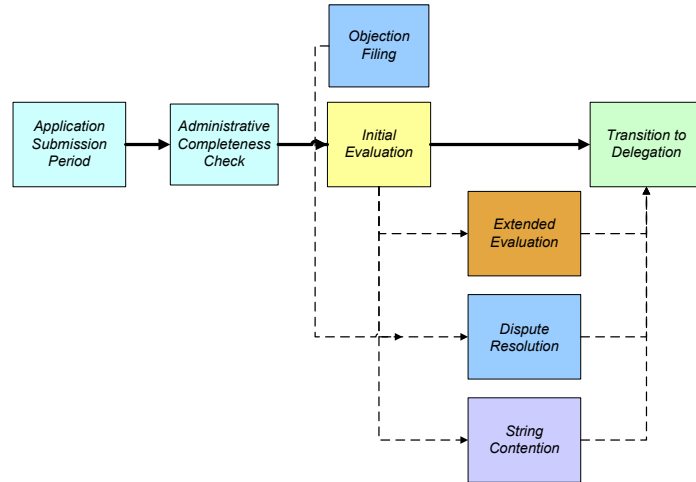 Objection
Filing
Application
Submission
Period
Administrative
Completeness
Check
Initial
Evaluation
Transition to
Delegation
Extended
Evaluation
Dispute
Resolution
String
Contention